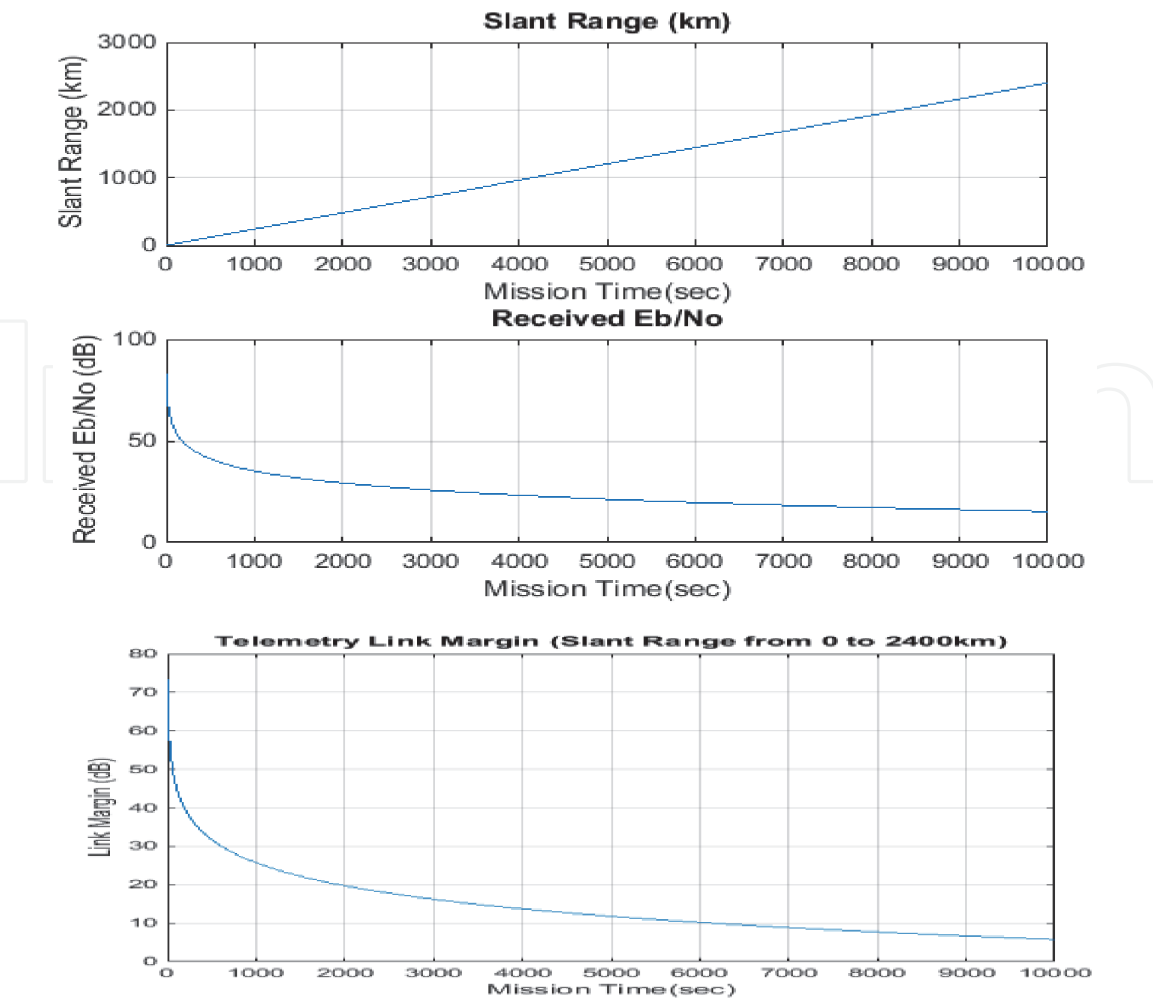 Slant Range (km)
3000
2000
1000
0
Slant Range (km)
0 1000 2000 3000 4000 5000 6000 7000 8000 9000 10000
Mission Time(sec)
Received Eb/No
100
50
0
Received Eb/No (dB)
0 1000 2000 3000 4000 5000 6000 7000 8000 9000 10000
Mission Time(sec)
Telemetry Link Margin (Slant Range from 0 to 2400km)
80
70
60
50
40
30
20
10
0
Link Margin (dB)
0 1000 2000 3000 4000 5000 6000 7000 8000 9000 10000
Mission Time(sec)